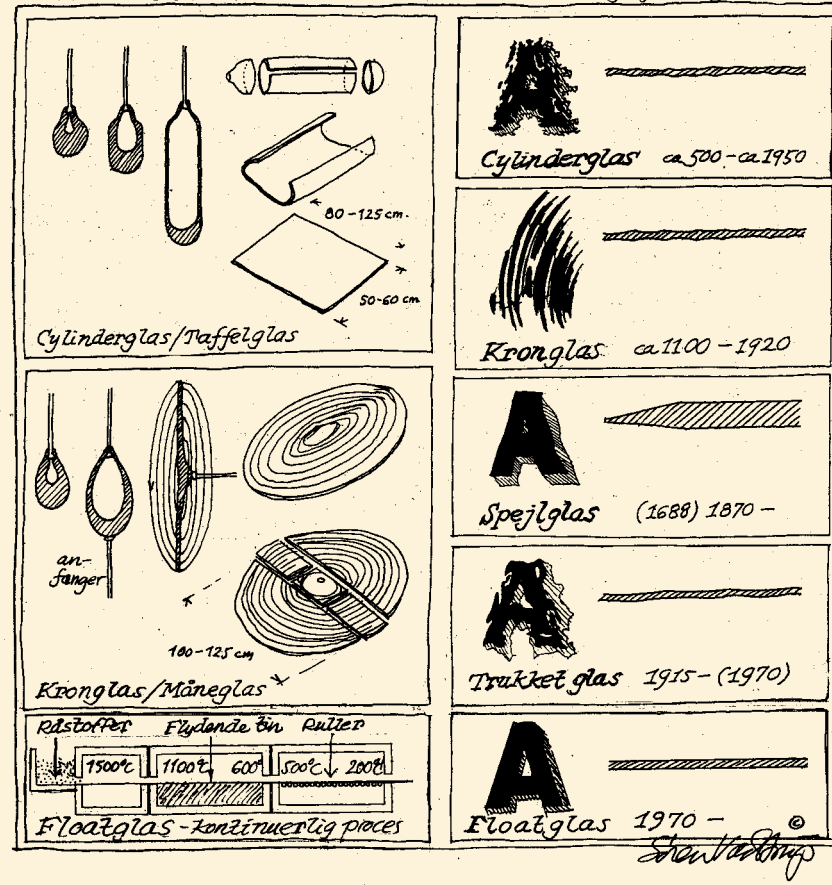 80-125 cm.
50-60 cm
Cylinderglas/Taffelglas
an-
fanger
100-125 cm
Kronglas/Måneglas
Råstoffer Flydende tin Ruller
1500°C 1100°C 600° 500°C 200°C
Floatglas - kontinuerlig proces
A
Cylinderglas ca 500 - ca 1950
Kronglas ca 1100 - 1920
A
Spejlglas (1688) 1870 -
A
Trukket glas 1915 - (1970)
A
Floatglas 1970 - ©